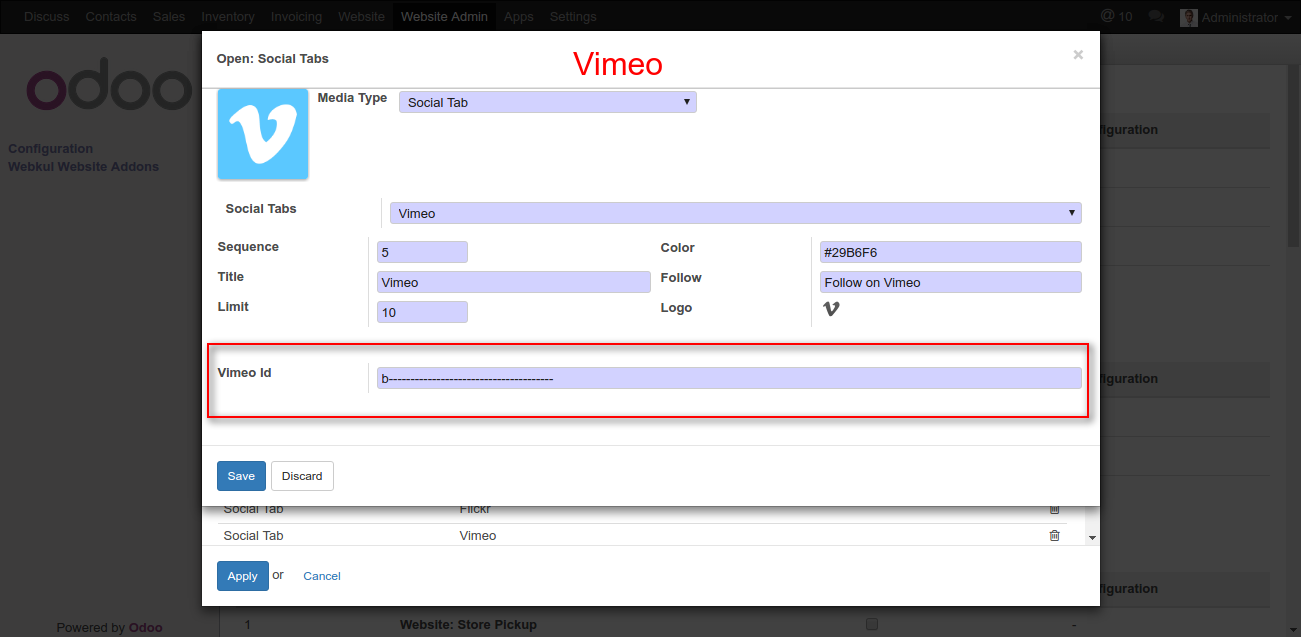 Discuss Contacts Sales Inventory Invoicing Website Website Admin Apps Settings @ 10 Administrator
Open: Social Tabs Vimeo ×
odoo
Media Type Social Tab
Configuration
Webkul Website Addons
figuration
Social Tabs Vimeo
Sequence 5 Color #29B6F6
Title Vimeo Follow Follow on Vimeo
Limit 10 Logo
Vimeo Id b--------------------------------------
figuration
Save Discard
Social Tab Flickr
Social Tab Vimeo
Apply or Cancel
figuration
Powered by Odoo
1 Website: Store Pickup -